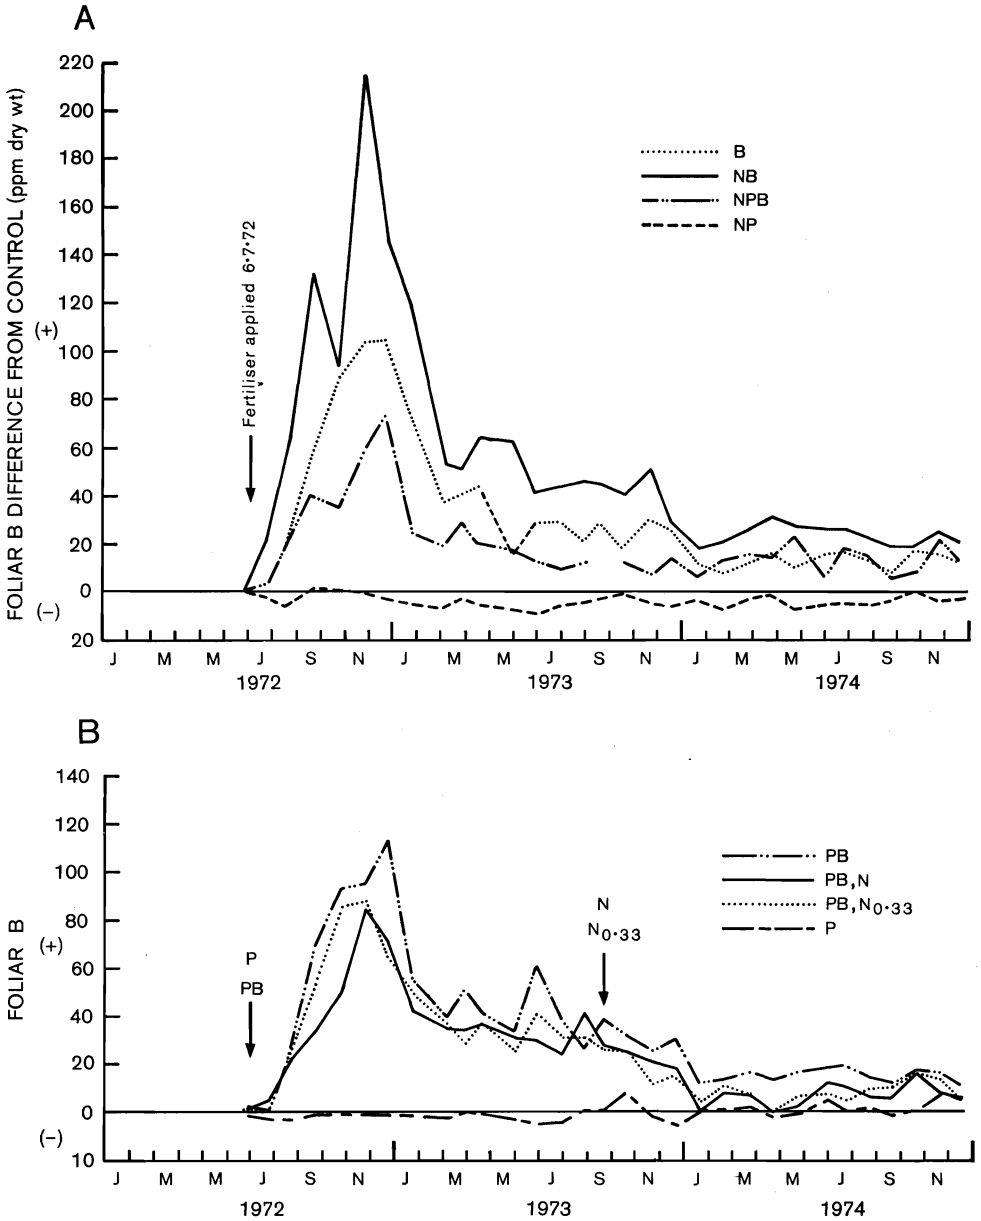 A
FOLIAR B DIFFERENCE FROM CONTROL (ppm dry wt)
(+)
(−)
220
200
180
160
140
120
100
80
60
40
20
0
20
Fertiliser applied 6·7·72
B
NB
NPB
NP
J M M J S N J M M J S N J M M J S N
1972 1973 1974
B
FOLIAR B
(+)
(−)
140
120
100
80
60
40
20
0
10
P
PB
N
N0·33
PB
PB,N
PB,N0·33
P
J M M J S N J M M J S N J M M J S N
1972 1973 1974